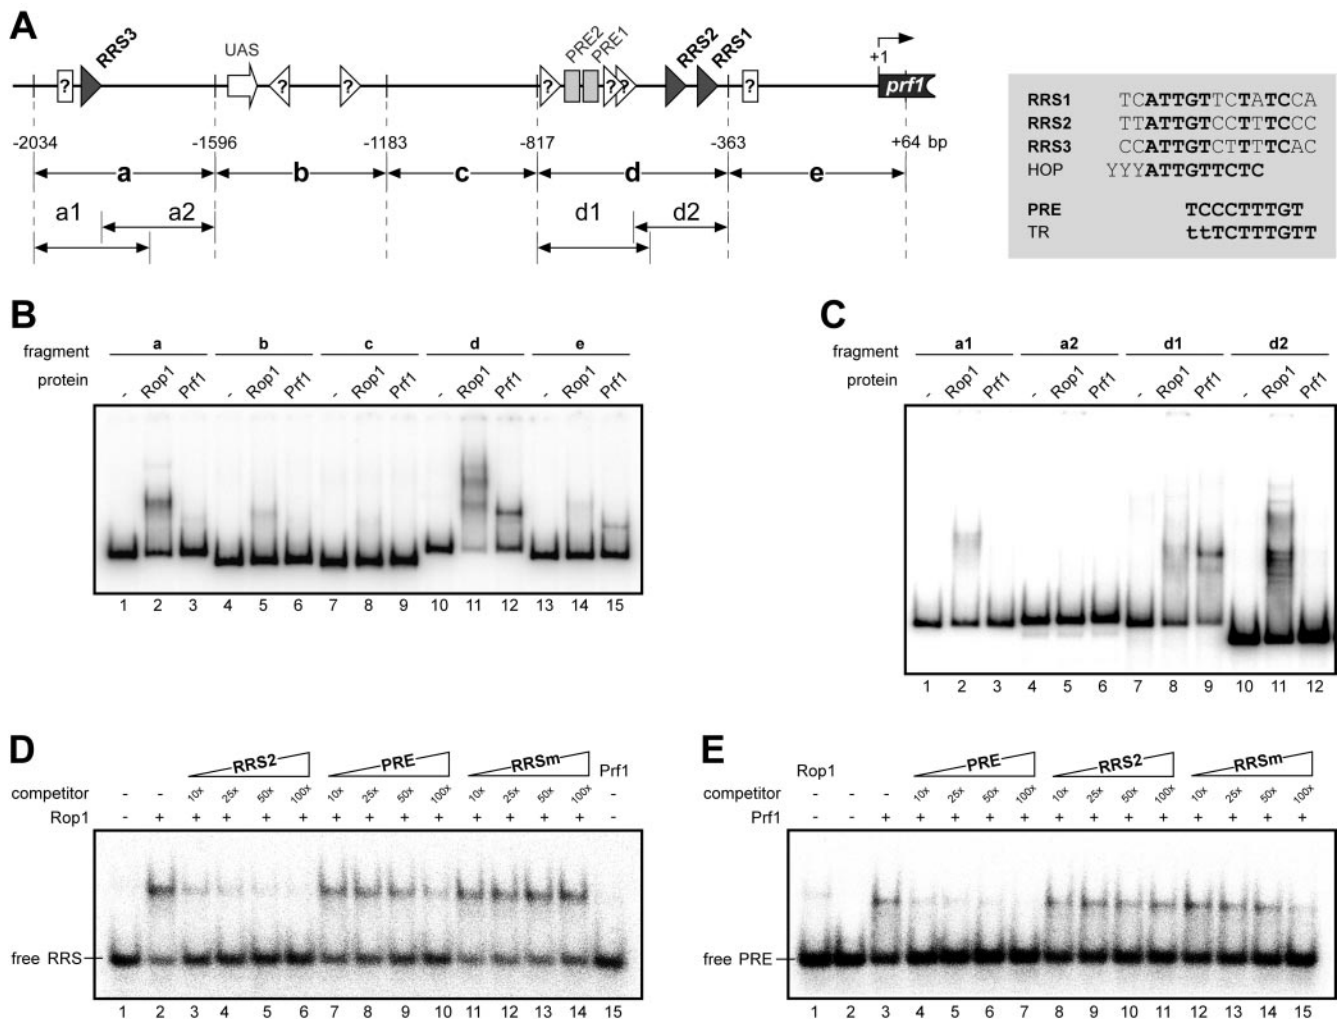 A
RRS3
UAS
PRE2
PRE1
RRS2
RRS1
+1
? ? ? ? ? ? ?
prf1
-2034 -1596 -1183 -817 -363 +64 bp
a b c d e
a1 a2 d1 d2
RRS1 TCATTGTTCTATCCA
RRS2 TTATTGTCCTTTCCC
RRS3 CCATTGTCTTTTCAC
HOP YYYATTGTTCTC
PRE TCCCTTTGT
TR ttTCTTTGTT
B
fragment a b c d e
protein - Rop1 Prf1 - Rop1 Prf1 - Rop1 Prf1 - Rop1 Prf1 - Rop1 Prf1
1 2 3 4 5 6 7 8 9 10 11 12 13 14 15
C
fragment a1 a2 d1 d2
protein - Rop1 Prf1 - Rop1 Prf1 - Rop1 Prf1 - Rop1 Prf1
1 2 3 4 5 6 7 8 9 10 11 12
D
RRS2 PRE RRSm Prf1
competitor - - 10x 25x 50x 100x 10x 25x 50x 100x 10x 25x 50x 100x -
Rop1 - + + + + + + + + + + + + + -
free RRS
1 2 3 4 5 6 7 8 9 10 11 12 13 14 15
E
Rop1 PRE RRS2 RRSm
competitor - - - 10x 25x 50x 100x 10x 25x 50x 100x 10x 25x 50x 100x
Prf1 - - + + + + + + + + + + + + +
free PRE
1 2 3 4 5 6 7 8 9 10 11 12 13 14 15